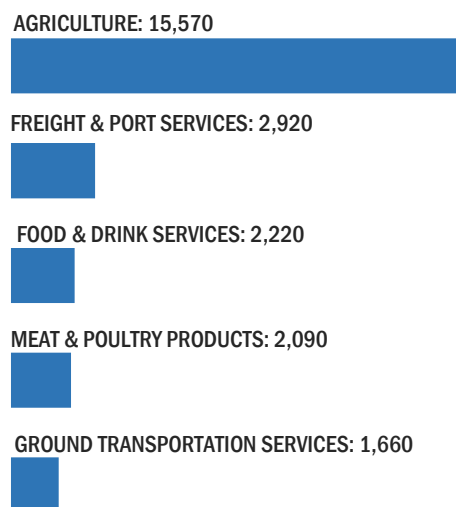 AGRICULTURE: 15,570
FREIGHT & PORT SERVICES: 2,920
FOOD & DRINK SERVICES: 2,220
MEAT & POULTRY PRODUCTS: 2,090
GROUND TRANSPORTATION SERVICES: 1,660